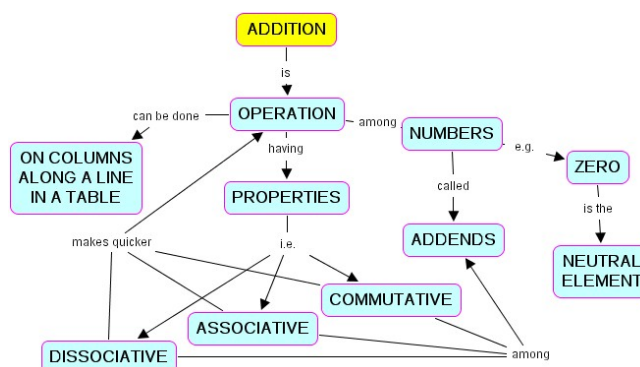 ADDITION
is
can be done
OPERATION
among
NUMBERS
e.g.
ZERO
ON COLUMNS
ALONG A LINE
IN A TABLE
having
called
is the
PROPERTIES
makes quicker
i.e.
ADDENDS
NEUTRAL
ELEMENT
COMMUTATIVE
ASSOCIATIVE
DISSOCIATIVE
among